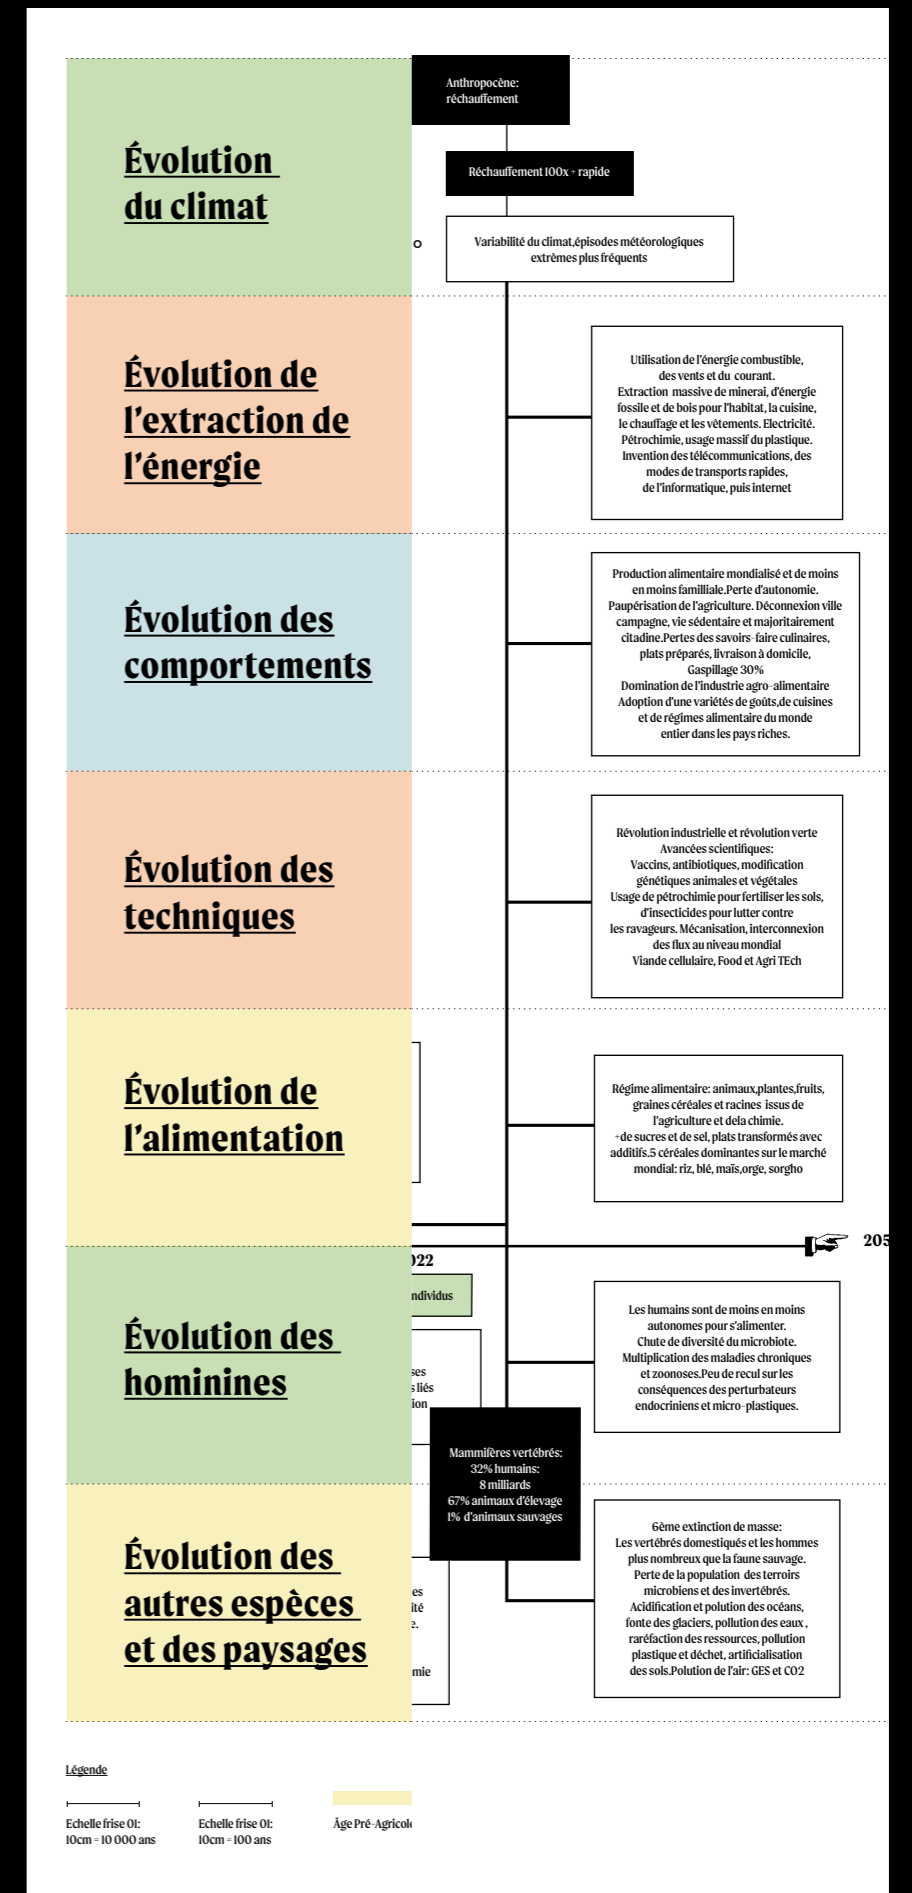 Évolution
du climat
Anthropocène:
réchauffement
Réchauffement 100x + rapide
Variabilité du climat,épisodes météorologiques
extrèmes plus fréquents
Évolution de
l'extraction de
l'énergie
Utilisation de l'énergie combustible,
des vents et du courant.
Extraction massive de minerai, d'énergie
fossile et de bois pour l'habitat, la cuisine,
le chauffage et les vêtements. Electricité.
Pétrochimie, usage massif du plastique.
Invention des télécommunications, des
modes de transports rapides,
de l'informatique, puis internet
Évolution des
comportements
Production alimentaire mondialisé et de moins
en moins familliale.Perte d'autonomie.
Paupérisation de l'agriculture. Déconnexion ville
campagne, vie sédentaire et majoritairement
citadine.Pertes des savoirs-faire culinaires,
plats préparés, livraison à domicile,
Gaspillage 30%
Domination de l'industrie agro-alimentaire
Adoption d'une variétés de goûts,de cuisines
et de régimes alimentaire du monde
entier dans les pays riches.
Évolution des
techniques
Révolution industrielle et révolution verte
Avancées scientifiques:
Vaccins, antibiotiques, modification
génétiques animales et végétales
Usage de pétrochimie pour fertiliser les sols,
d'insecticides pour lutter contre
les ravageurs. Mécanisation, interconnexion
des flux au niveau mondial
Viande cellulaire, Food et Agri TEch
Évolution de
l'alimentation
Régime alimentaire: animaux,plantes,fruits,
graines céréales et racines issus de
l'agriculture et dela chimie.
+de sucres et de sel, plats transformés avec
additifs.5 céréales dominantes sur le marché
mondial: riz, blé, maïs,orge, sorgho
205
022
ndividus
Évolution des
hominines
ses
s liés
ion
Les humains sont de moins en moins
autonomes pour s'alimenter.
Chute de diversité du microbiote.
Multiplication des maladies chroniques
et zoonoses.Peu de recul sur les
conséquences des perturbateurs
endocriniens et micro-plastiques.
Mammifères vertébrés:
32% humains:
8 milliards
67% animaux d'élevage
1% d'animaux sauvages
Évolution des
autres espèces
et des paysages
es
ité
e.
mie
6ème extinction de masse:
Les vertébrés domestiqués et les hommes
plus nombreux que la faune sauvage.
Perte de la population des terroirs
microbiens et des invertébrés.
Acidification et polution des océans,
fonte des glaciers, pollution des eaux ,
raréfaction des ressources, pollution
plastique et déchet, artificialisation
des sols.Polution de l'air: GES et CO2
Légende
Echelle frise 01:
10cm = 10 000 ans
Echelle frise 01:
10cm = 100 ans
Âge Pré-Agricole